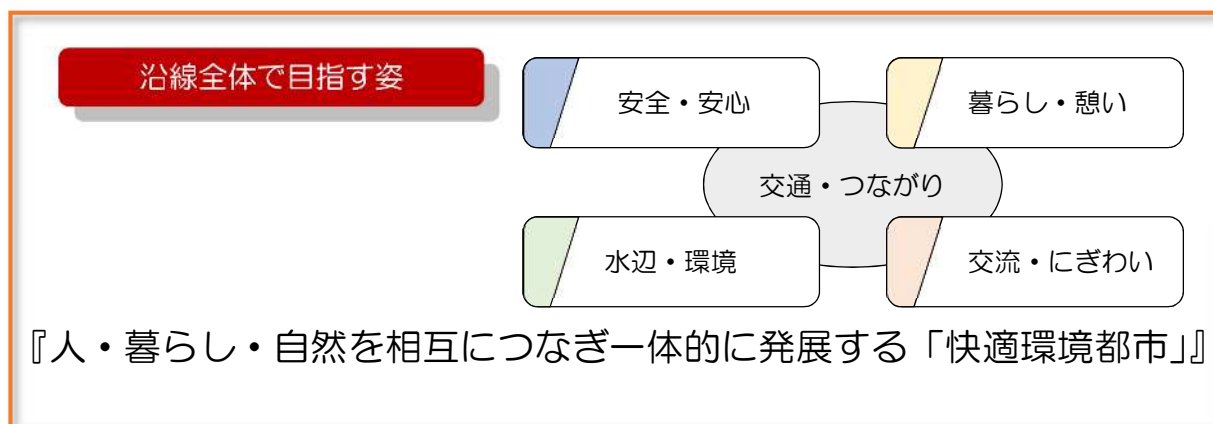 沿線全体で目指す姿
安全・安心
暮らし・憩い
交通・つながり
水辺・環境
交流・にぎわい
『人・暮らし・自然を相互につなぎ一体的に発展する「快適環境都市」』